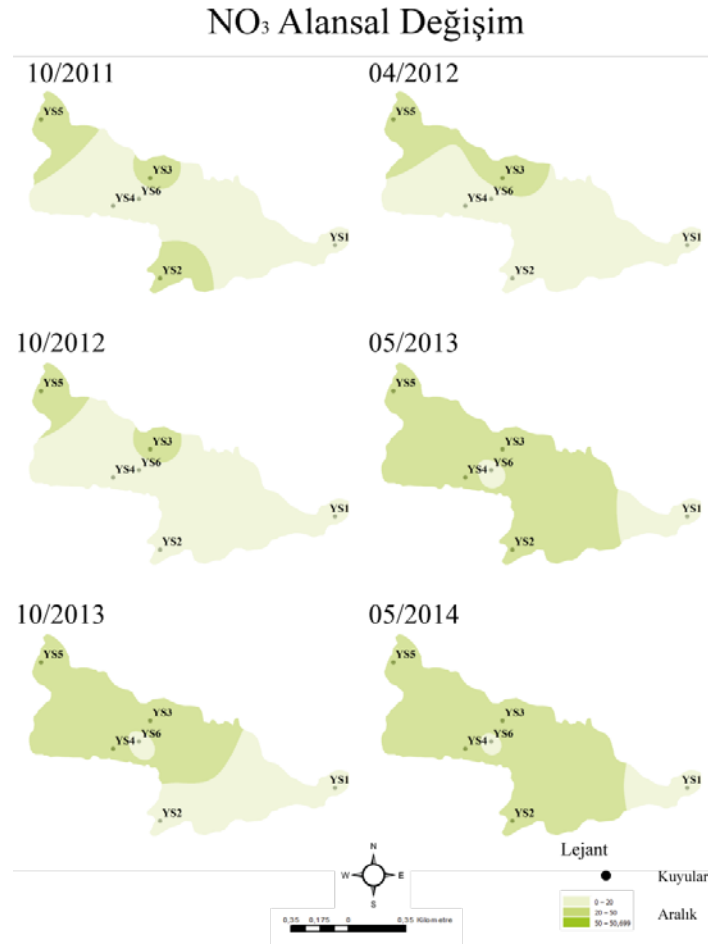 NO₃ Alansal Değişim
10/2011
04/2012
YS5
YS3
YS6
YS4
YS1
YS2
YS5
YS3
YS6
YS4
YS1
YS2
10/2012
05/2013
YS5
YS3
YS6
YS4
YS1
YS2
YS5
YS3
YS6
YS4
YS1
YS2
10/2013
05/2014
YS5
YS3
YS6
YS4
YS1
YS2
YS5
YS3
YS6
YS4
YS1
YS2
N
W E
S
0,35 0,175 0 0,35 Kilometre
Lejant
Kuyular
0 – 20
20 – 50
50 – 50,699
Aralık